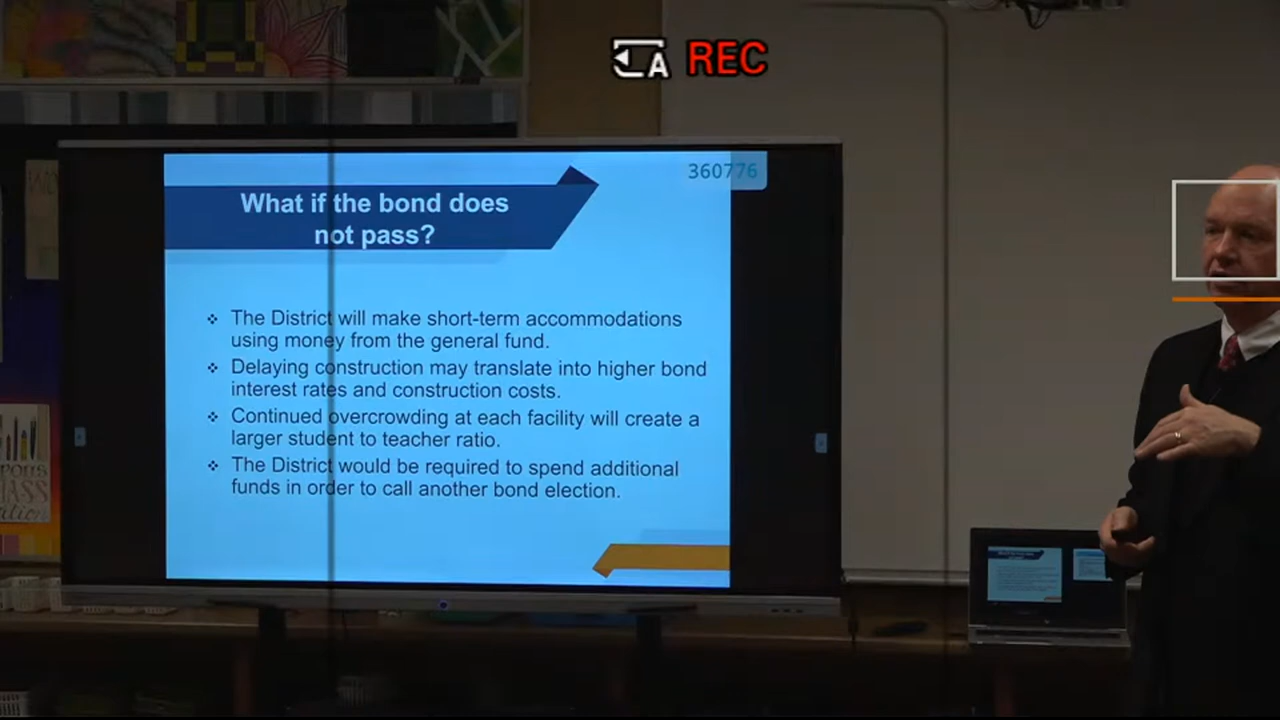 A REC
360776
What if the bond does
not pass?
❖ The District will make short-term accommodations
using money from the general fund.
❖ Delaying construction may translate into higher bond
interest rates and construction costs.
❖ Continued overcrowding at each facility will create a
larger student to teacher ratio.
❖ The District would be required to spend additional
funds in order to call another bond election.